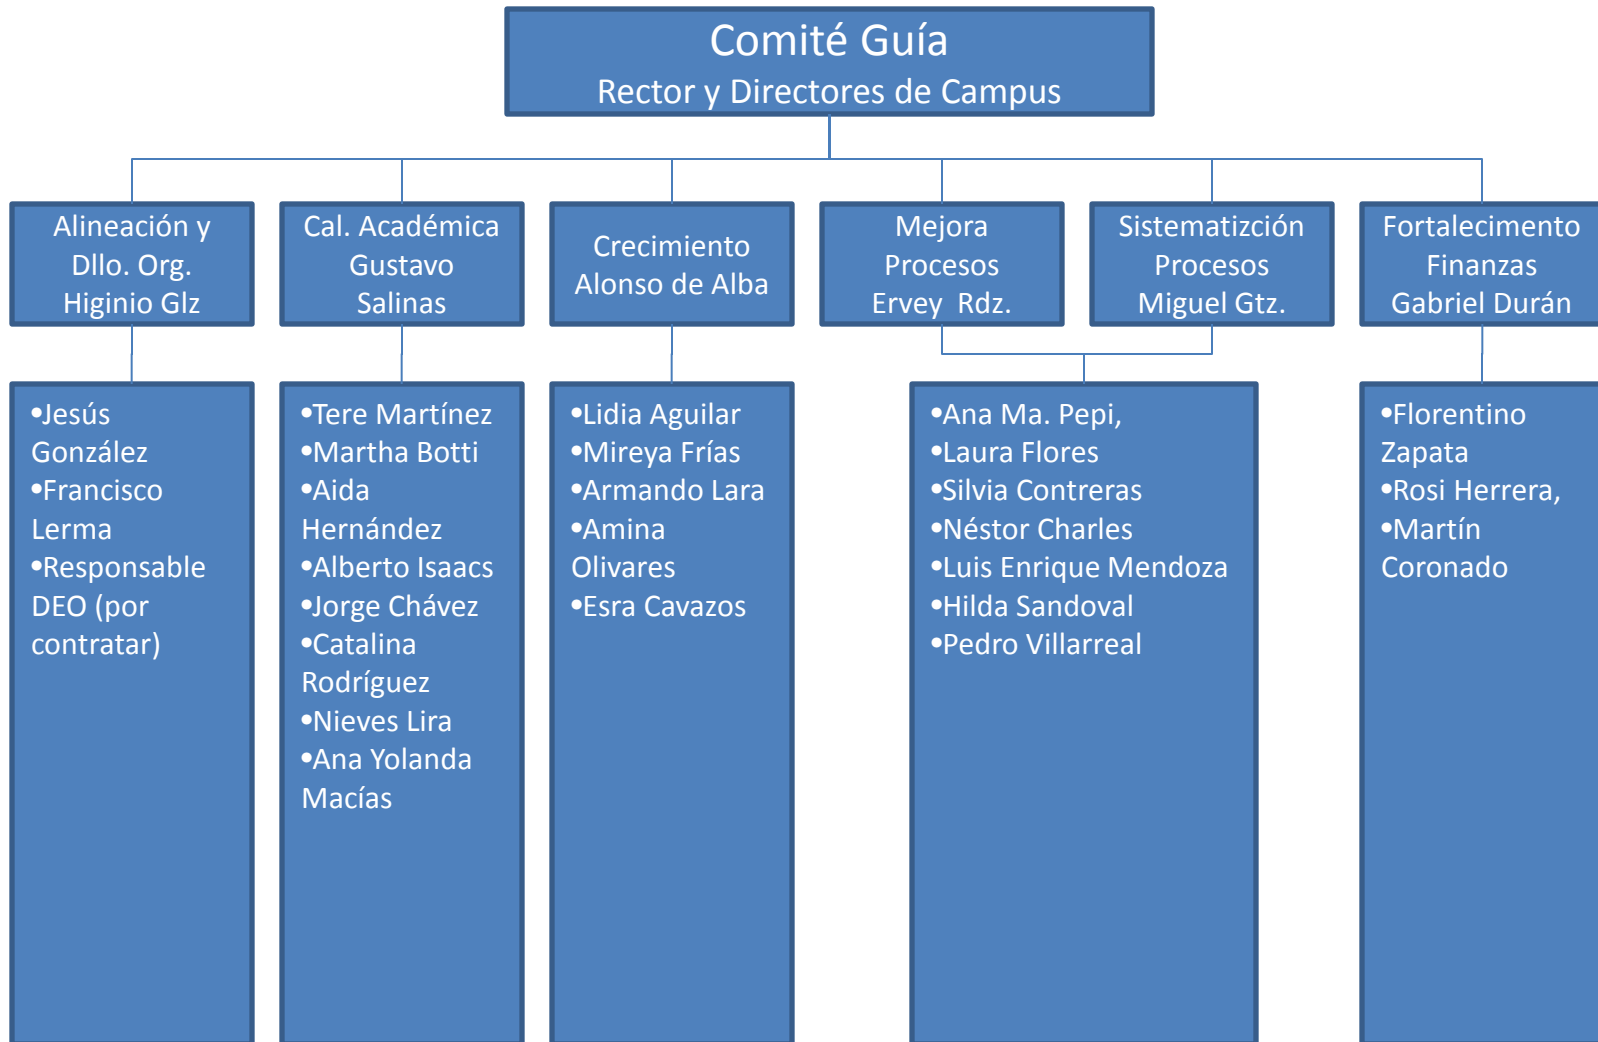 Comité Guía
Rector y Directores de Campus
Alineación y
Dllo. Org.
Higinio Glz
Cal. Académica
Gustavo
Salinas
Crecimiento
Alonso de Alba
Mejora
Procesos
Ervey  Rdz.
Sistematizción
Procesos
Miguel Gtz.
Fortalecimento
Finanzas
Gabriel Durán
•Jesús
González
•Francisco
Lerma
•Responsable
DEO (por
contratar)
•Tere Martínez
•Martha Botti
•Aida
Hernández
•Alberto Isaacs
•Jorge Chávez
•Catalina
Rodríguez
•Nieves Lira
•Ana Yolanda
Macías
•Lidia Aguilar
•Mireya Frías
•Armando Lara
•Amina
Olivares
•Esra Cavazos
•Ana Ma. Pepi,
•Laura Flores
•Silvia Contreras
•Néstor Charles
•Luis Enrique Mendoza
•Hilda Sandoval
•Pedro Villarreal
•Florentino
Zapata
•Rosi Herrera,
•Martín
Coronado